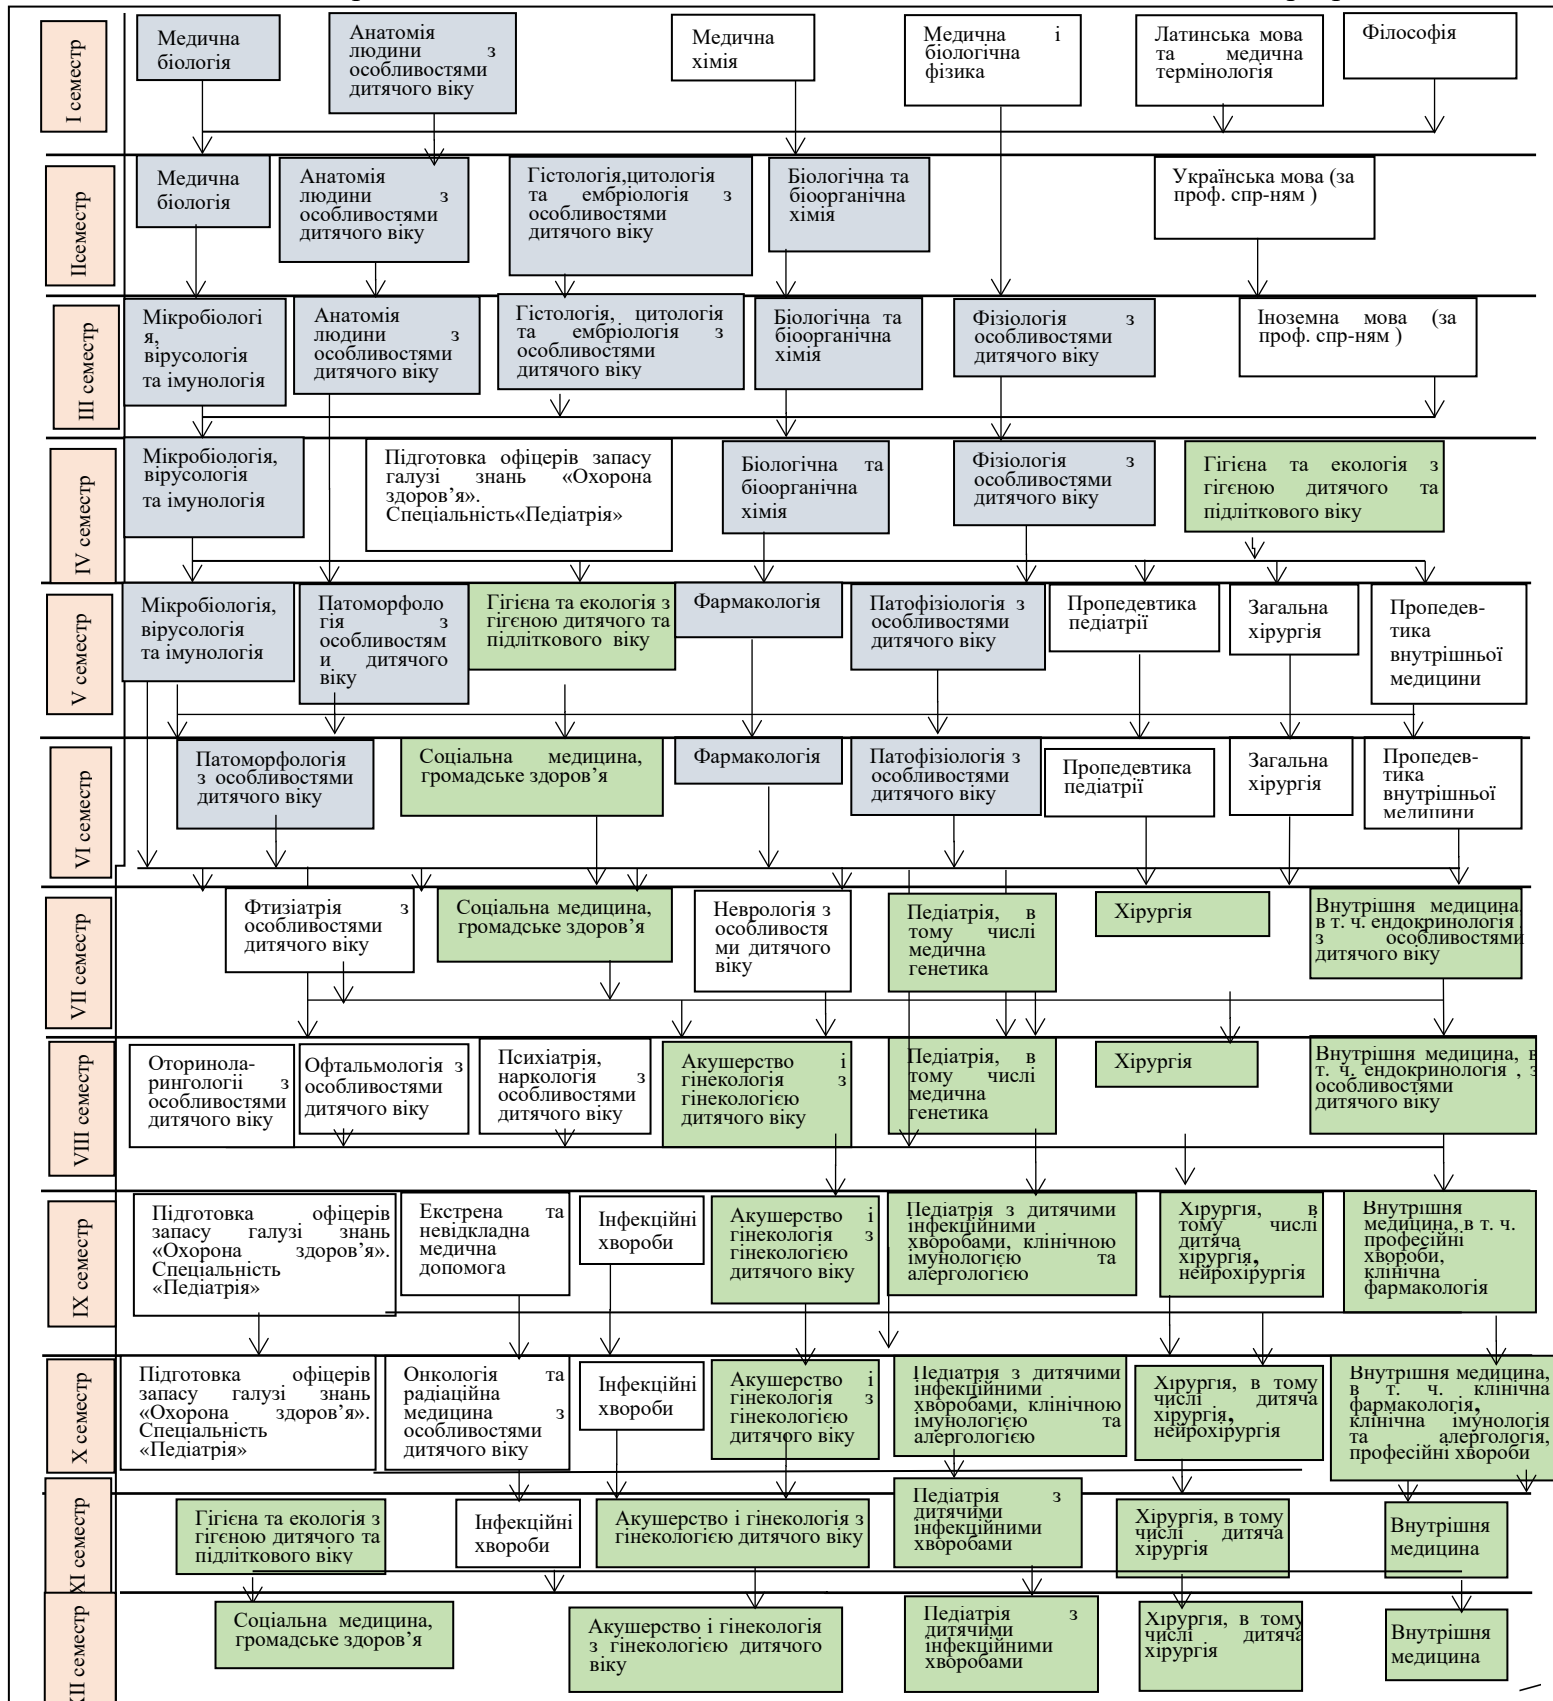 І семестр
Медична
біологія
Анатомія
людини з
особливостями
дитячого віку
Медична
хімія
Медична і
біологічна
фізика
Латинська мова
та медична
термінологія
Філософія
ІІсеместр
Медична
біологія
Анатомія
людини з
особливостями
дитячого віку
Гістологія,цитологія
та ембріологія з
особливостями
дитячого віку
Біологічна та
біоорганічна
хімія
Українська мова (за
проф. спр-ням )
ІІІ семестр
Мікробіологі
я,
вірусологія
та імунологія
Анатомія
людини з
особливостями
дитячого віку
Гістологія, цитологія
та ембріологія з
особливостями
дитячого віку
Біологічна та
біоорганічна
хімія
Фізіологія з
особливостями
дитячого віку
Іноземна мова (за
проф. спр-ням )
IV семестр
Мікробіологія,
вірусологія
та імунологія
Підготовка офіцерів запасу
галузі знань «Охорона
здоров’я».
Спеціальність«Педіатрія»
Біологічна та
біоорганічна
хімія
Фізіологія з
особливостями
дитячого віку
Гігієна та екологія з
гігєною дитячого та
підліткового віку
V семестр
Мікробіологія,
вірусологія
та імунологія
Патоморфоло
гія з
особливостям
и дитячого
віку
Гігієна та екологія з
гігєною дитячого та
підліткового віку
Фармакологія
Патофізіологія з
особливостями
дитячого віку
Пропедевтика
педіатрії
Загальна
хірургія
Пропедев-
тика
внутрішньої
медицини
VI семестр
Патоморфологія
з особливостями
дитячого віку
Соціальна медицина,
громадське здоров’я
Фармакологія
Патофізіологія з
особливостями
дитячого віку
Пропедевтика
педіатрії
Загальна
хірургія
Пропедев-
тика
внутрішньої
медицини
VII семестр
Фтизіатрія з
особливостями
дитячого віку
Соціальна медицина,
громадське здоров’я
Неврологія з
особливостя
ми дитячого
віку
Педіатрія, в
тому числі
медична
генетика
Хірургія
Внутрішня медицина,
в т. ч. ендокринологія ,
з особливостями
дитячого віку
VIII семестр
Оторинола-
рингології з
особливостями
дитячого віку
Офтальмологія з
особливостями
дитячого віку
Психіатрія,
наркологія з
особливостями
дитячого віку
Акушерство і
гінекологія з
гінекологією
дитячого віку
Педіатрія, в
тому числі
медична
генетика
Хірургія
Внутрішня медицина, в
т. ч. ендокринологія , з
особливостями
дитячого віку
IX семестр
Підготовка офіцерів
запасу галузі знань
«Охорона здоров’я».
Спеціальність
«Педіатрія»
Екстрена та
невідкладна
медична
допомога
Інфекційні
хвороби
Акушерство і
гінекологія з
гінекологією
дитячого віку
Педіатрія з дитячими
інфекційними
хворобами, клінічною
імунологією та
алергологією
Хірургія, в
тому числі
дитяча
хірургія,
нейрохірургія
Внутрішня
медицина, в т. ч.
професійні
хвороби,
клінічна
фармакологія
X семестр
Підготовка офіцерів
запасу галузі знань
«Охорона здоров’я».
Спеціальність
«Педіатрія»
Онкологія та
радіаційна
медицина з
особливостями
дитячого віку
Інфекційні
хвороби
Акушерство і
гінекологія з
гінекологією
дитячого віку
Педіатрія з дитячими
інфекційними
хворобами, клінічною
імунологією та
алергологією
Хірургія, в тому
числі дитяча
хірургія,
нейрохірургія
Внутрішня медицина,
в т. ч. клінічна
фармакологія,
клінічна імунологія
та алергологія,
професійні хвороби
XI семестр
Гігієна та екологія з
гігєною дитячого та
підліткового віку
Інфекційні
хвороби
Акушерство і гінекологія з
гінекологією дитячого віку
Педіатрія з
дитячими
інфекційними
хворобами
Хірургія, в тому
числі дитяча
хірургія
Внутрішня
медицина
XII семестр
Соціальна медицина,
громадське здоров’я
Акушерство і гінекологія
з гінекологією дитячого
віку
Педіатрія з
дитячими
інфекційними
хворобами
Хірургія, в тому
числі дитяча
хірургія
Внутрішня
медицина